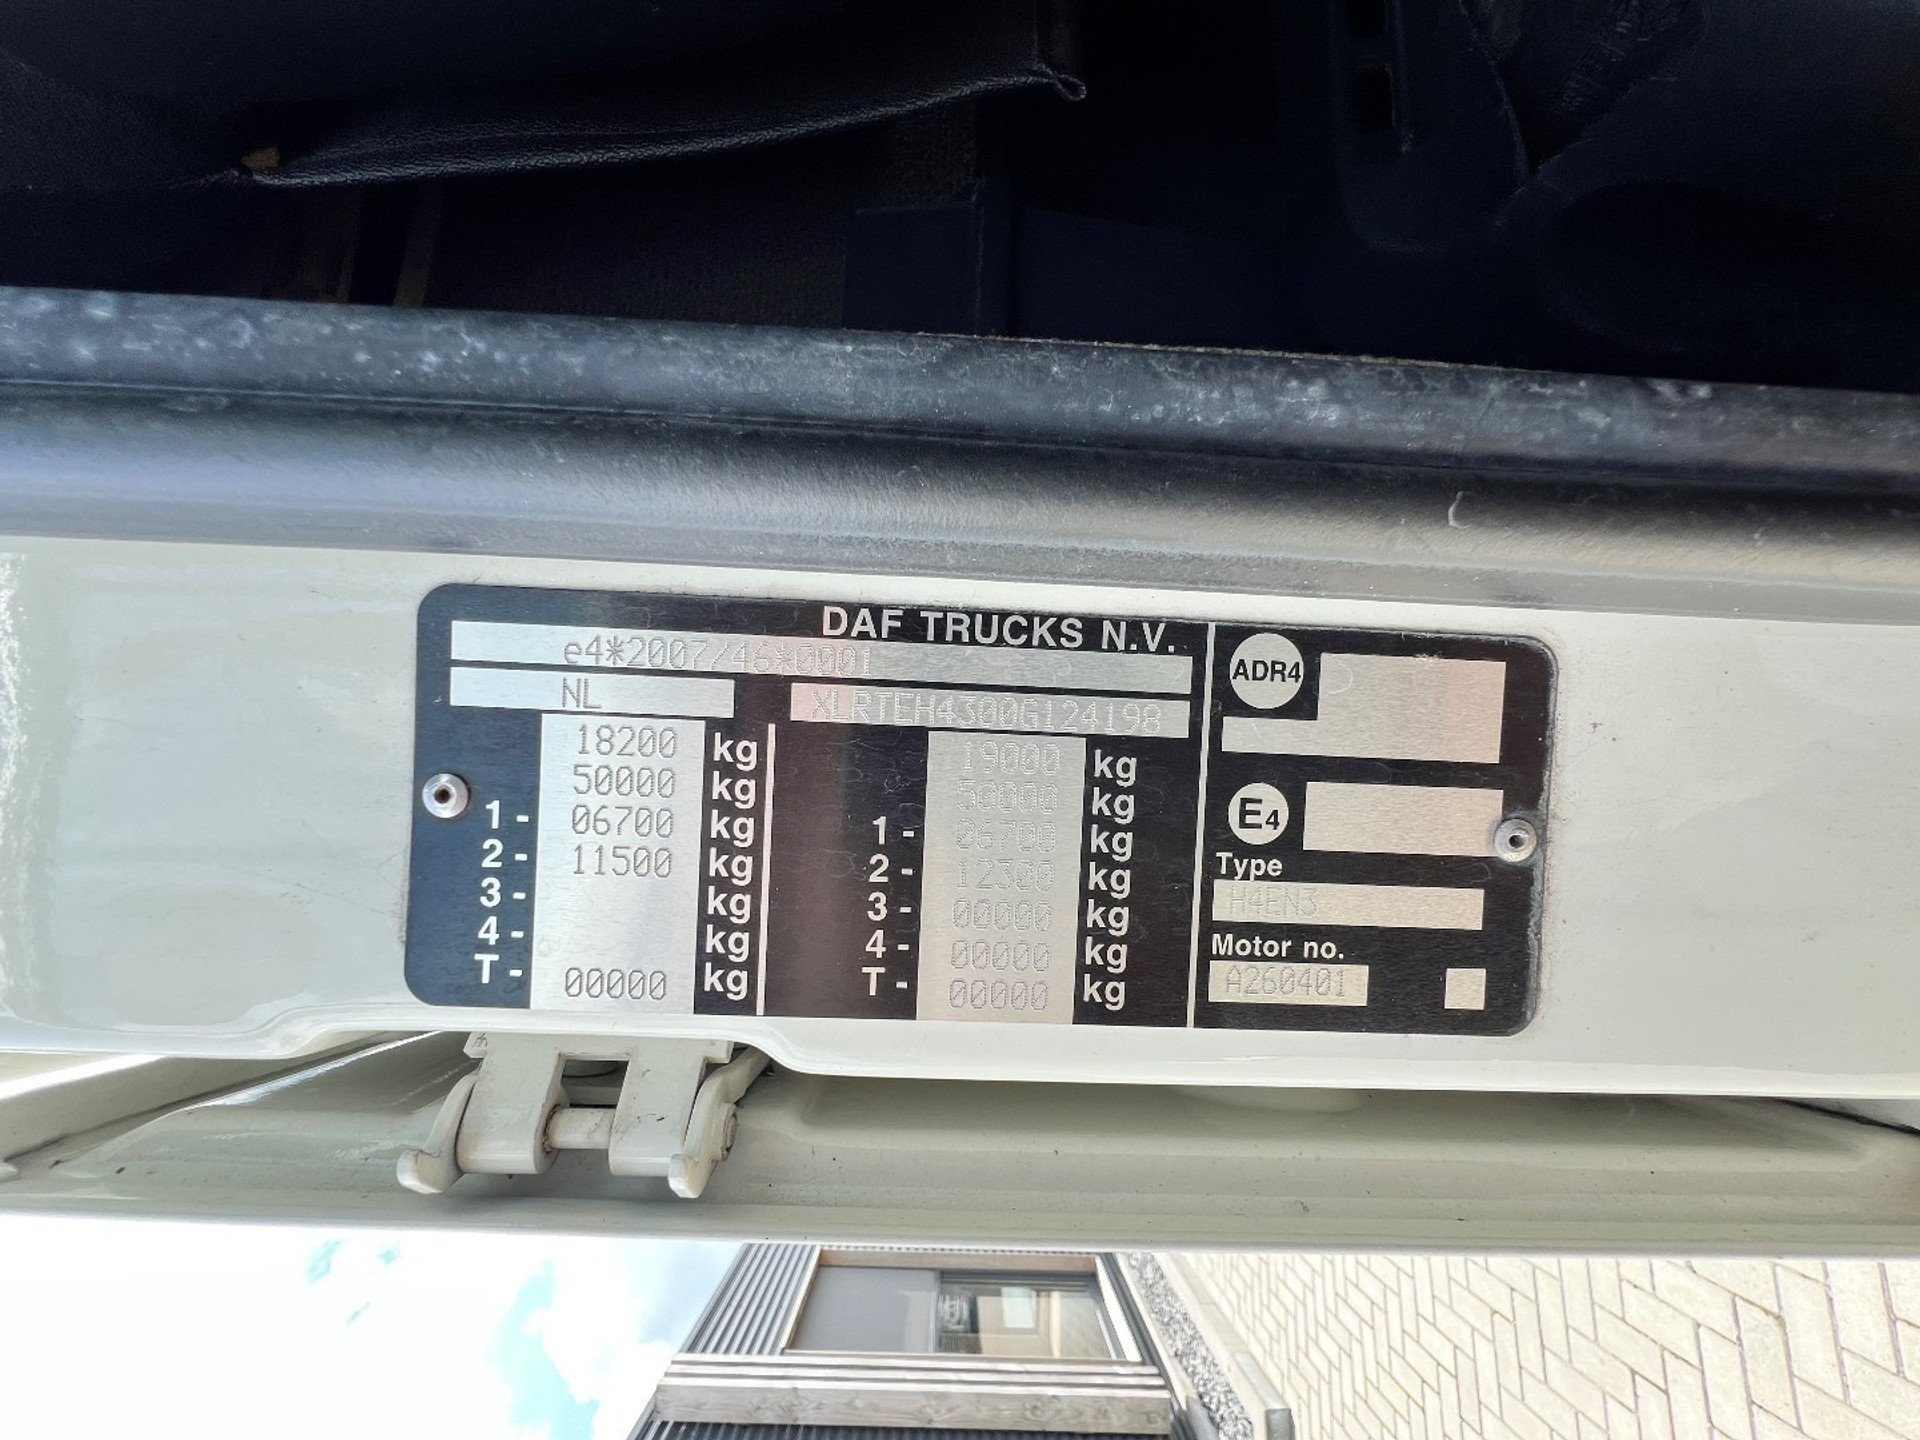 DAF TRUCKS N.V.
e4*2007/46*0001
NL XLRTEH4300G124198
18200 kg 19000 kg
50000 kg 50000 kg
1- 06700 kg 1- 06700 kg
2- 11500 kg 2- 12300 kg
3- kg 3- 00000 kg
4- kg 4- 00000 kg
T- 00000 kg T- 00000 kg
ADR4
E4
Type
H4EN3
Motor no.
A260401